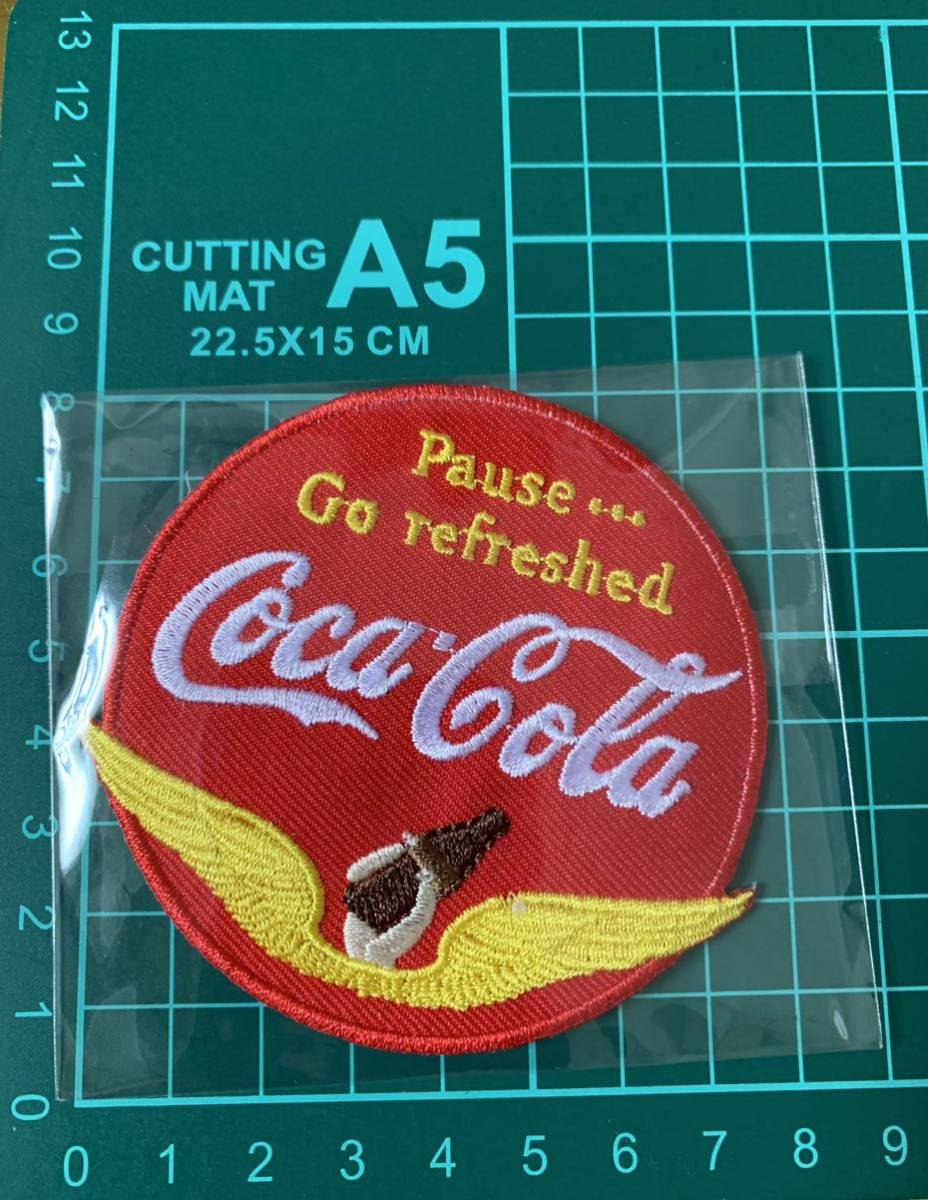 13
12
11
10
9
8
7
6
5
4
3
2
1
0
CUTTING
MAT
A5
22.5X15 CM
Pause...
Go refreshed
Coca-Cola
0 1 2 3 4 5 6 7 8 9